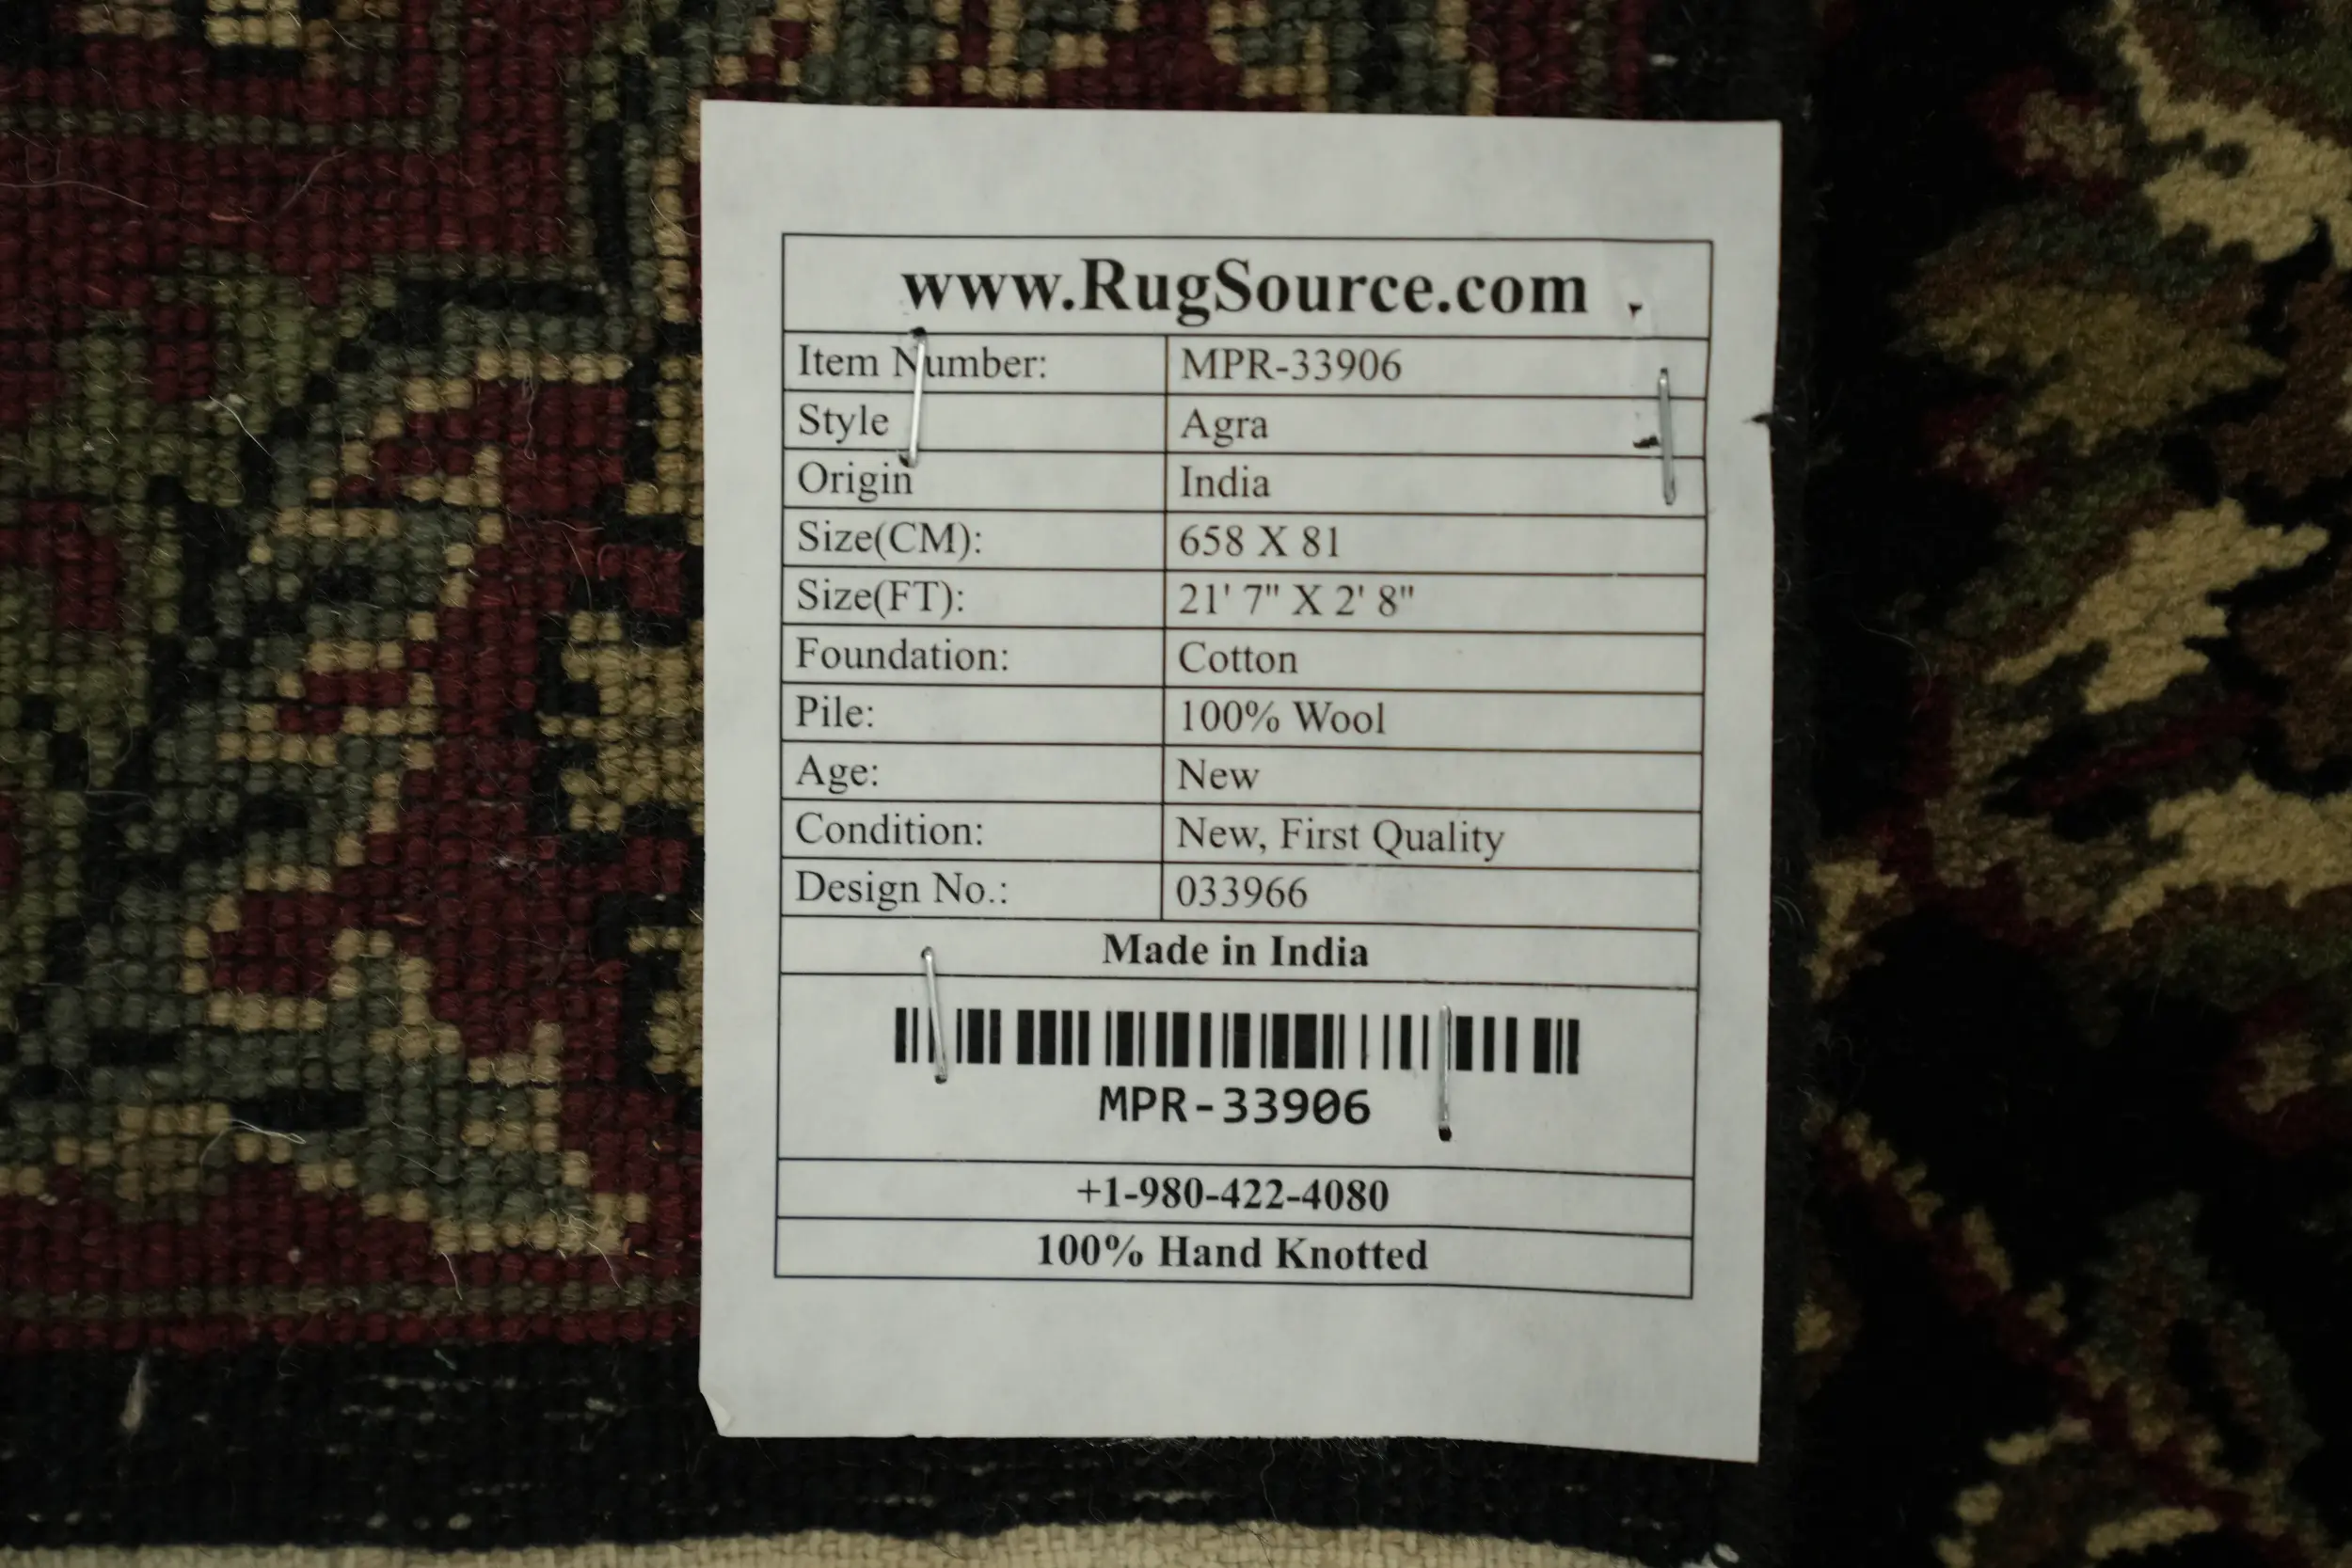 www.RugSource.com
Item Number: MPR-33906
Style Agra
Origin India
Size(CM): 658 X 81
Size(FT): 21' 7" X 2' 8"
Foundation: Cotton
Pile: 100% Wool
Age: New
Condition: New, First Quality
Design No.: 033966
Made in India
MPR-33906
+1-980-422-4080
100% Hand Knotted